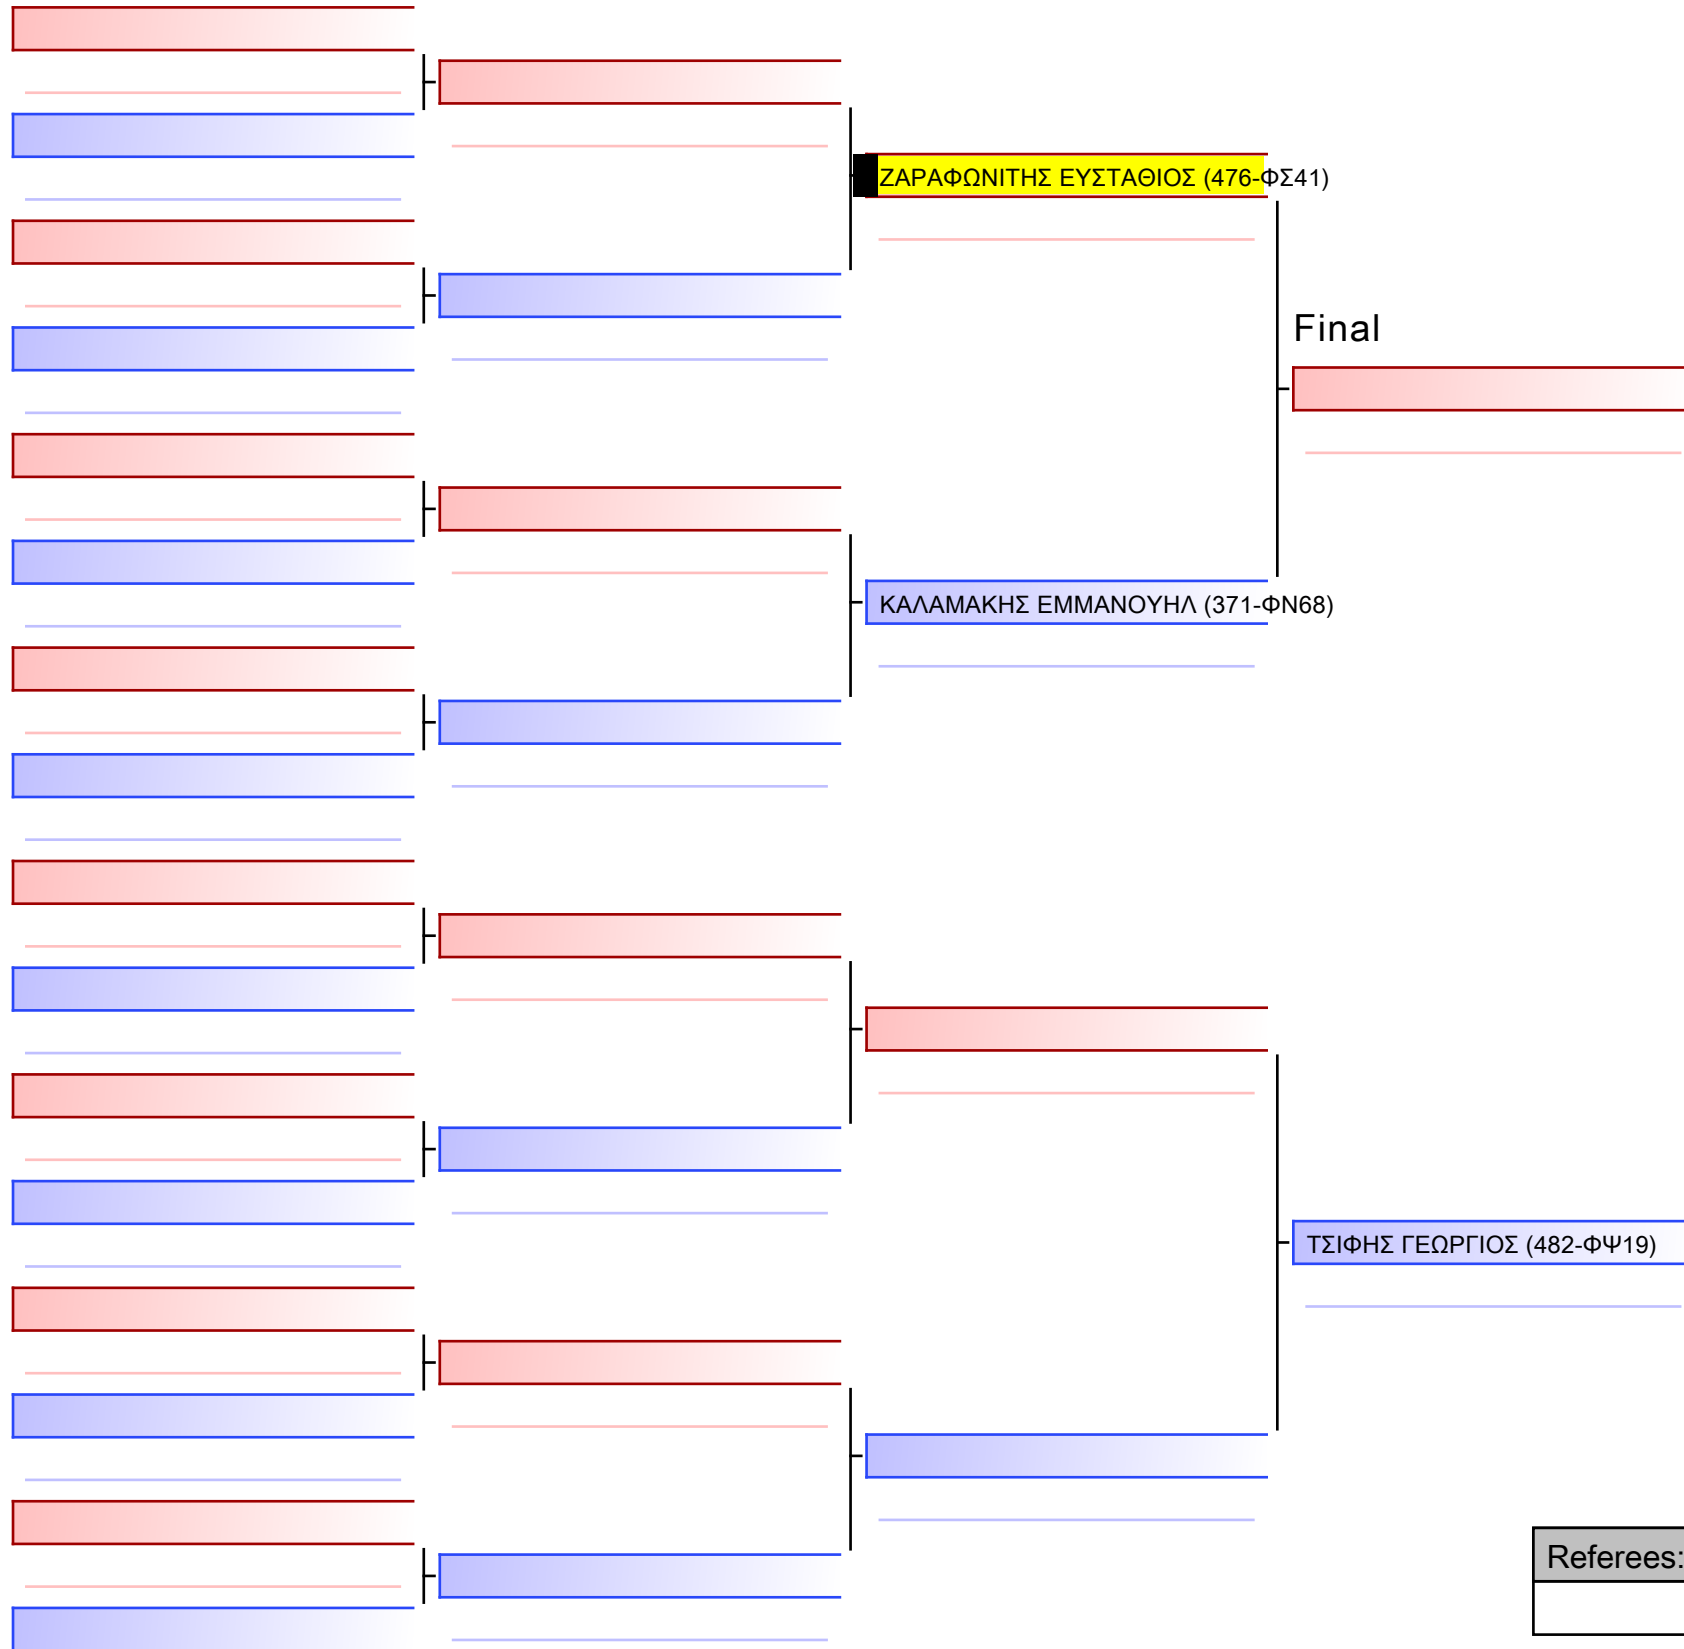 ΖΑΡΑΦΩΝΙΤΗΣ ΕΥΣΤΑΘΙΟΣ (476-ΦΣ41)
Final
ΚΑΛΑΜΑΚΗΣ ΕΜΜΑΝΟΥΗΛ (371-ΦΝ68)
ΤΣΙΦΗΣ ΓΕΩΡΓΙΟΣ (482-ΦΨ19)
Referees: